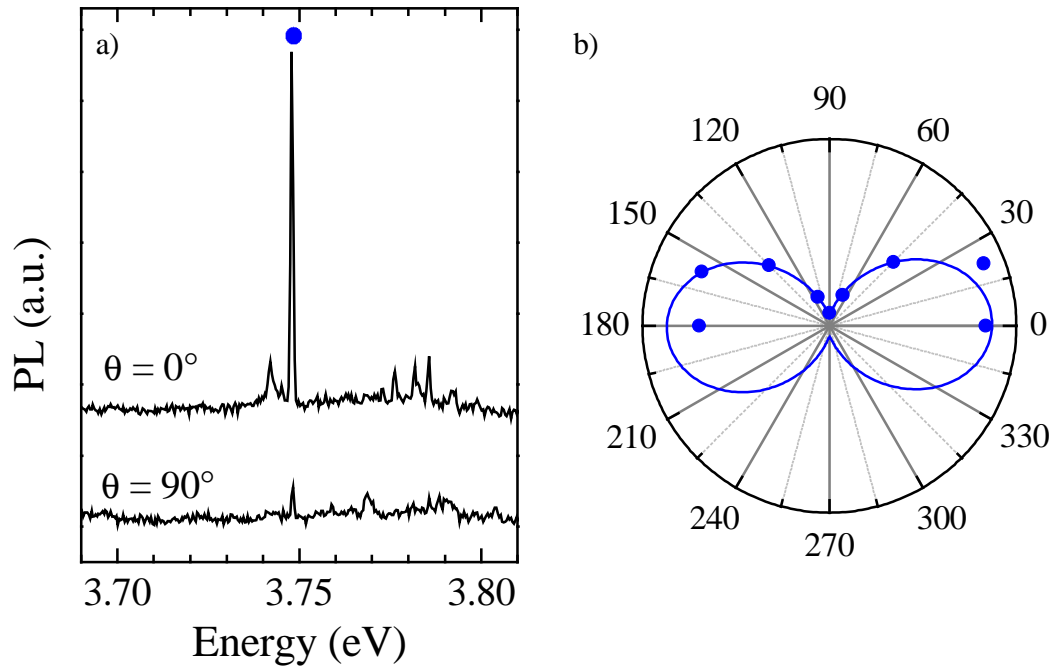 a)
PL (a.u.)
θ = 0°
θ = 90°
3.70 3.75 3.80
Energy (eV)
b)
90
120 60
150 30
180 0
210 330
240 300
270